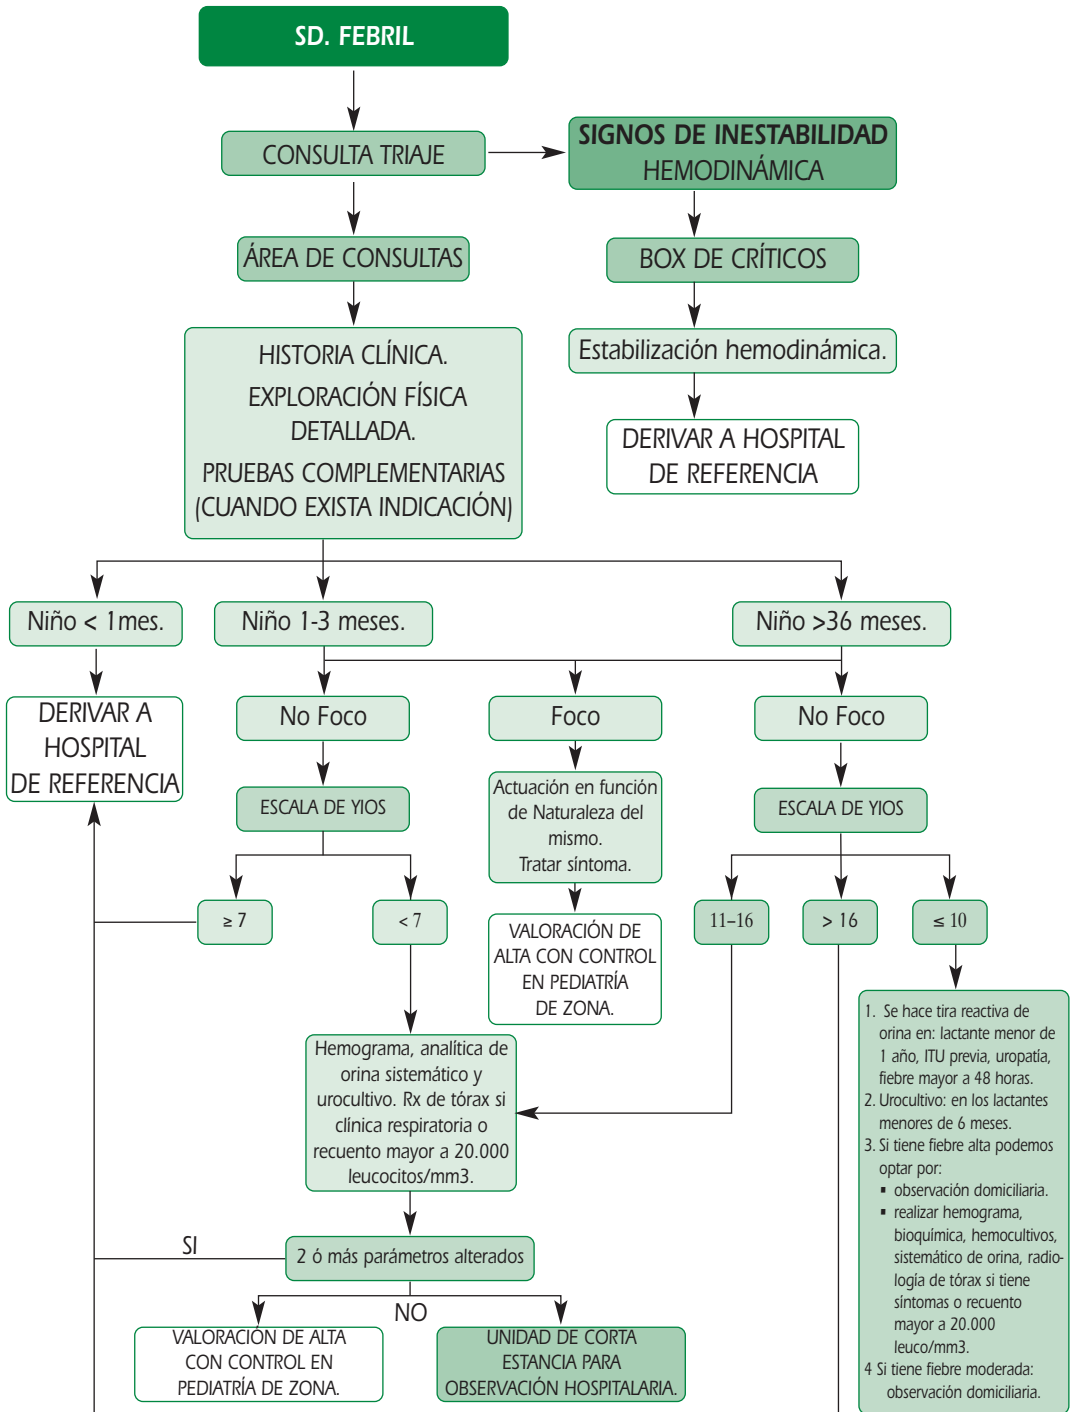 SD. FEBRIL
CONSULTA TRIAJE
SIGNOS DE INESTABILIDAD
HEMODINÁMICA
ÁREA DE CONSULTAS
BOX DE CRÍTICOS
HISTORIA CLÍNICA.
EXPLORACIÓN FÍSICA
DETALLADA.
PRUEBAS COMPLEMENTARIAS
(CUANDO EXISTA INDICACIÓN)
Estabilización hemodinámica.
DERIVAR A HOSPITAL
DE REFERENCIA
Niño < 1mes.
Niño 1-3 meses.
Niño >36 meses.
DERIVAR A
HOSPITAL
DE REFERENCIA
No Foco
Foco
No Foco
ESCALA DE YIOS
Actuación en función
de Naturaleza del
mismo.
Tratar síntoma.
ESCALA DE YIOS
≥ 7
< 7
VALORACIÓN DE
ALTA CON CONTROL
EN PEDIATRÍA
DE ZONA.
11–16
> 16
≤ 10
Hemograma, analítica de
orina sistemático y
urocultivo. Rx de tórax si
clínica respiratoria o
recuento mayor a 20.000
leucocitos/mm3.
1. Se hace tira reactiva de
orina en: lactante menor de
1 año, ITU previa, uropatía,
fiebre mayor a 48 horas.
2. Urocultivo: en los lactantes
menores de 6 meses.
3. Si tiene fiebre alta podemos
optar por:
▪ observación domiciliaria.
▪ realizar hemograma,
bioquímica, hemocultivos,
sistemático de orina, radio-
logía de tórax si tiene
síntomas o recuento
mayor a 20.000
leuco/mm3.
4 Si tiene fiebre moderada:
observación domiciliaria.
SI
2 ó más parámetros alterados
NO
VALORACIÓN DE ALTA
CON CONTROL EN
PEDIATRÍA DE ZONA.
UNIDAD DE CORTA
ESTANCIA PARA
OBSERVACIÓN HOSPITALARIA.